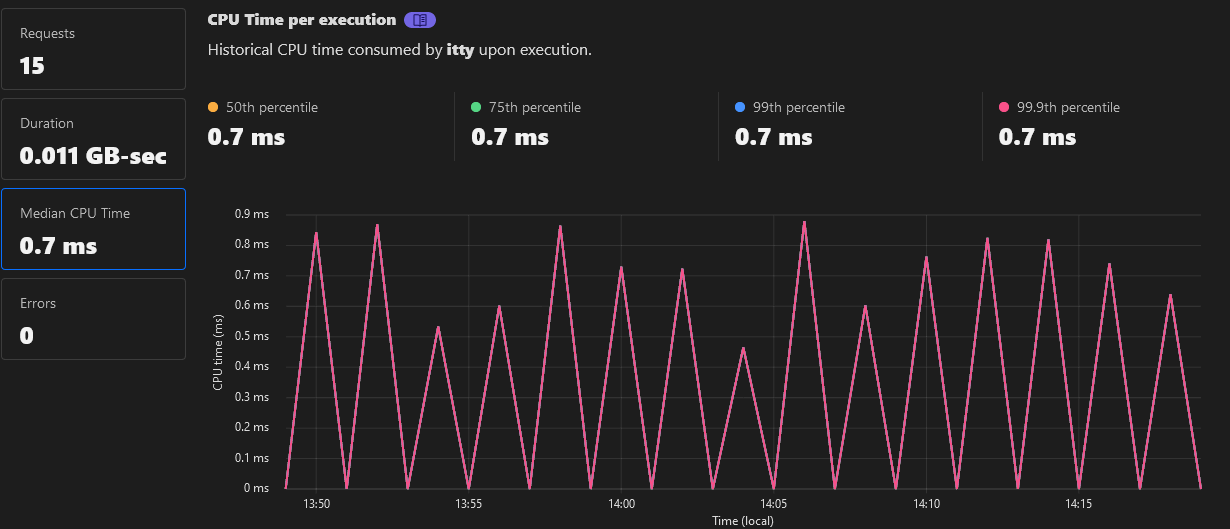 Requests
15
Duration
0.011 GB-sec
Median CPU Time
0.7 ms
Errors
0
CPU Time per execution
Historical CPU time consumed by itty upon execution.
50th percentile
0.7 ms
75th percentile
0.7 ms
99th percentile
0.7 ms
99.9th percentile
0.7 ms
CPU time (ms)
0.9 ms
0.8 ms
0.7 ms
0.6 ms
0.5 ms
0.4 ms
0.3 ms
0.2 ms
0.1 ms
0 ms
13:50 13:55 14:00 14:05 14:10 14:15
Time (local)